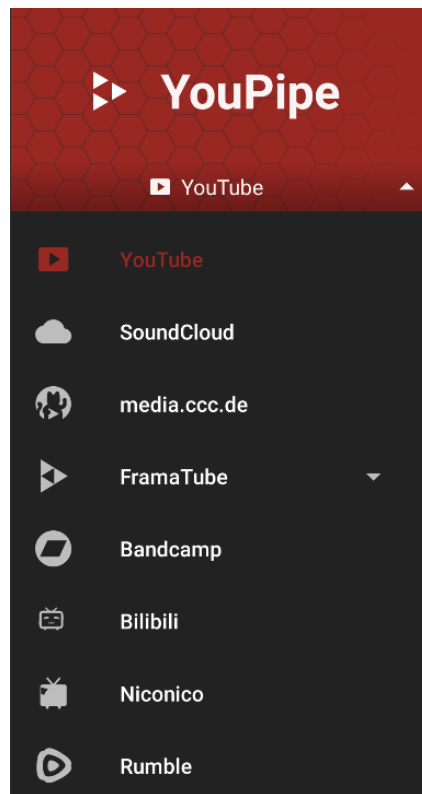 YouPipe
YouTube
YouTube
SoundCloud
media.ccc.de
FramaTube
Bandcamp
Bilibili
Niconico
Rumble